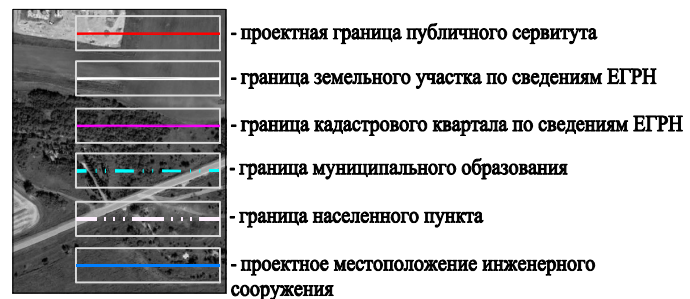 - проектная граница публичного сервитута
- граница земельного участка по сведениям ЕГРН
- граница кадастрового квартала по сведениям ЕГРН
- граница муниципального образования
- граница населенного пункта
- проектное местоположение инженерного
сооружения